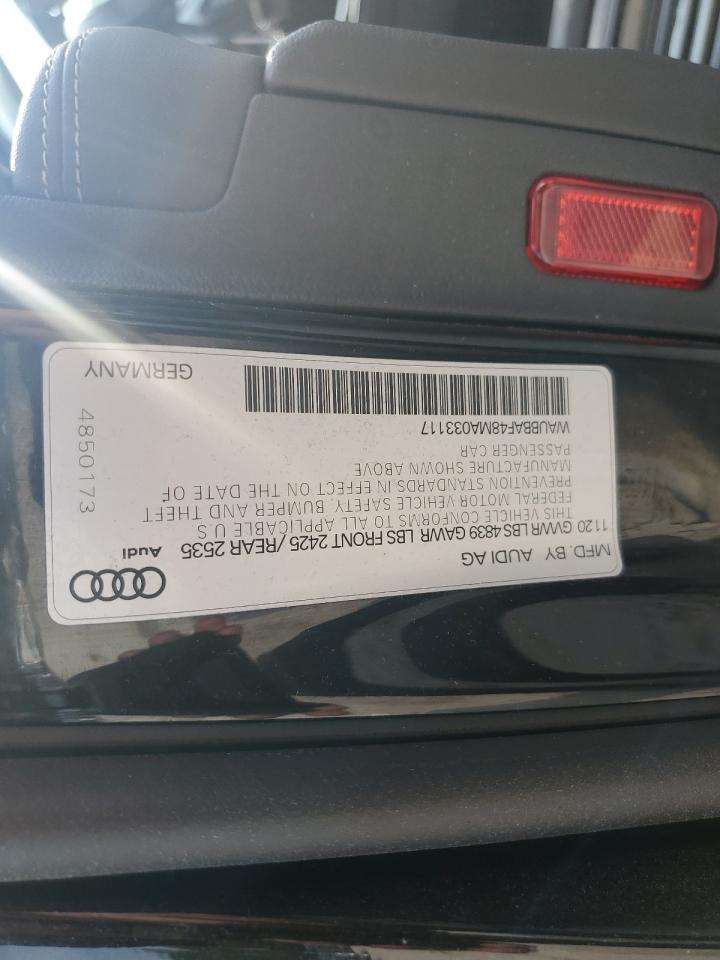 MFD. BY AUDI AG
11 20 GVWR LBS 4839 GAWR LBS FRONT 2425 / REAR 2535
THIS VEHICLE CONFORMS TO ALL APPLICABLE U S
FEDERAL MOTOR VEHICLE SAFETY, BUMPER AND THEFT
PREVENTION STANDARDS IN EFFECT ON THE DATE OF
MANUFACTURE SHOWN ABOVE
PASSENGER CAR
WAUBBAF48MA033117
Audi
4850173
GERMANY